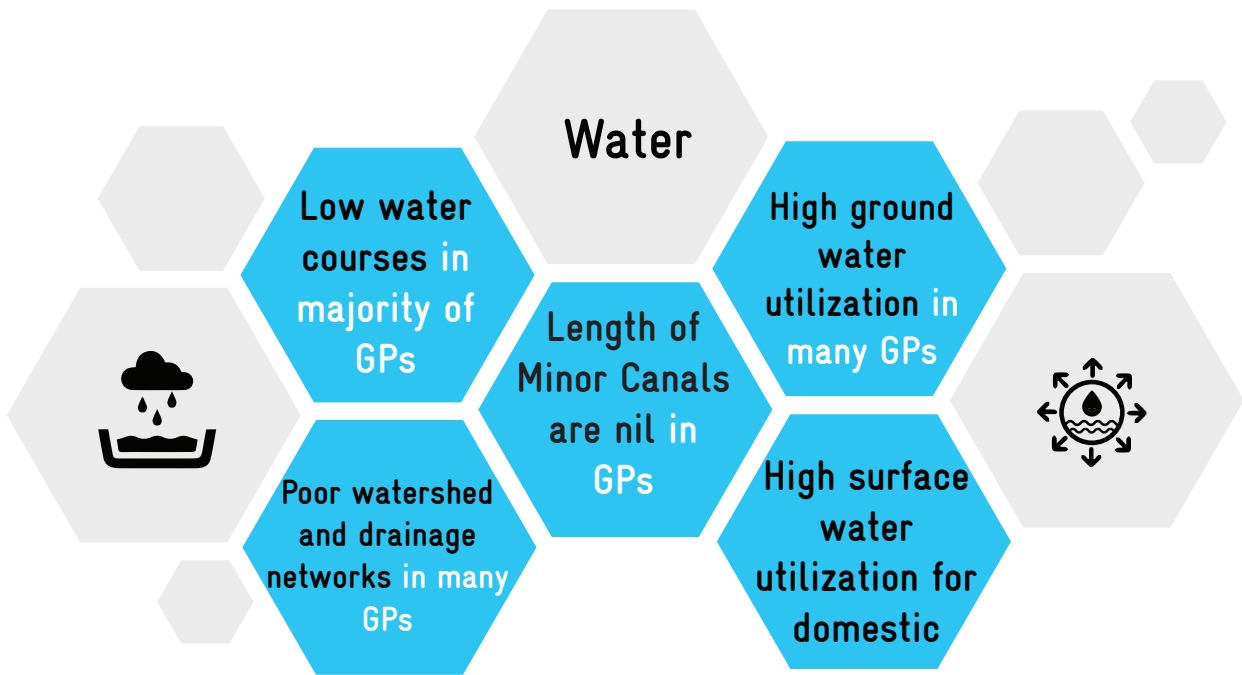 Water
Low water
courses in
majority of
GPs
High ground
water
utilization in
many GPs
Length of
Minor Canals
are nil in
GPs
Poor watershed
and drainage
networks in many
GPs
High surface
water
utilization for
domestic